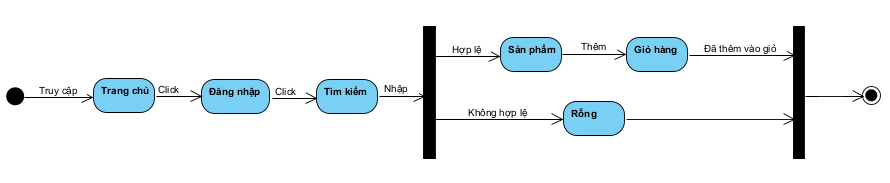 Truy cập
Trang chủ
Click
Đăng nhập
Click
Tìm kiếm
Nhập
Hợp lệ
Sản phẩm
Thêm
Giỏ hàng
Đã thêm vào giỏ
Không hợp lệ
Rỗng